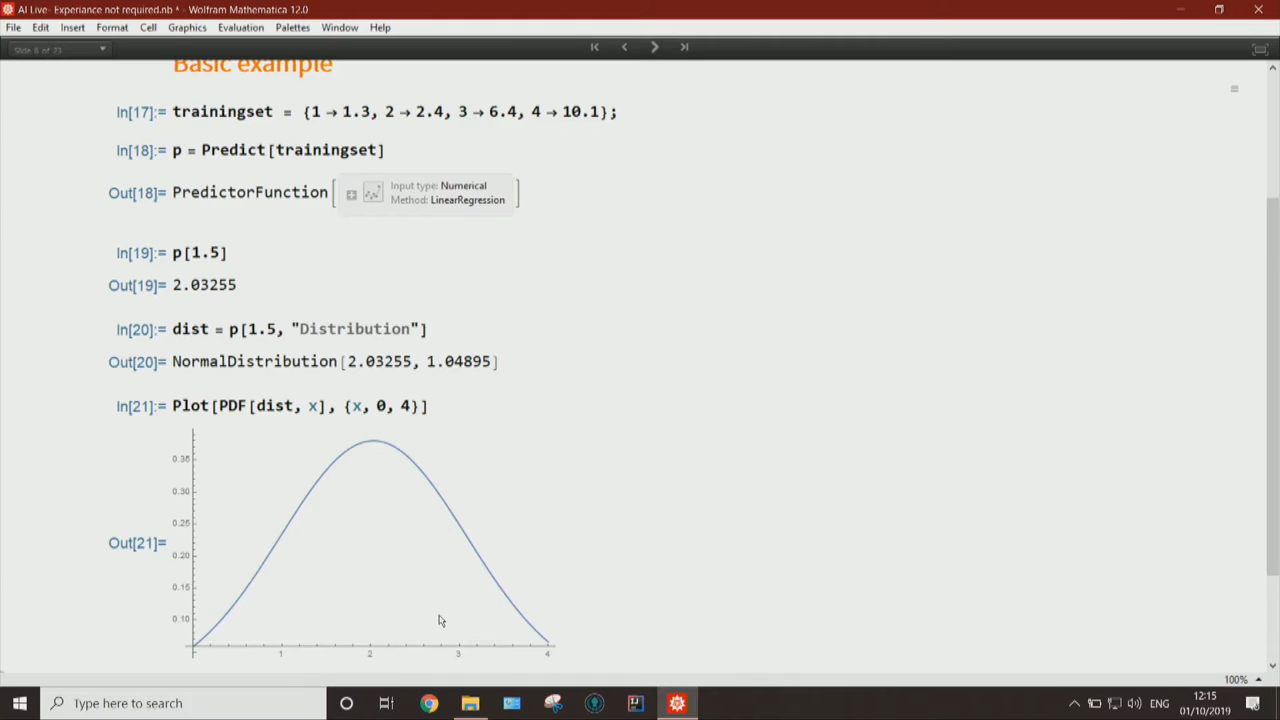 AI Live- Experiance not required.nb * - Wolfram Mathematica 12.0
File Edit Insert Format Cell Graphics Evaluation Palettes Window Help
Slide 8 of 23
Basic example
In[17]:= trainingset = {1 → 1.3, 2 → 2.4, 3 → 6.4, 4 → 10.1};
In[18]:= p = Predict[trainingset]
Out[18]= PredictorFunction[
Input type: Numerical
Method: LinearRegression
]
In[19]:= p[1.5]
Out[19]= 2.03255
In[20]:= dist = p[1.5, "Distribution"]
Out[20]= NormalDistribution[2.03255, 1.04895]
In[21]:= Plot[PDF[dist, x], {x, 0, 4}]
0.35
0.30
0.25
Out[21]=
0.20
0.15
0.10
1 2 3 4
100%
Type here to search
ENG
12:15
01/10/2019